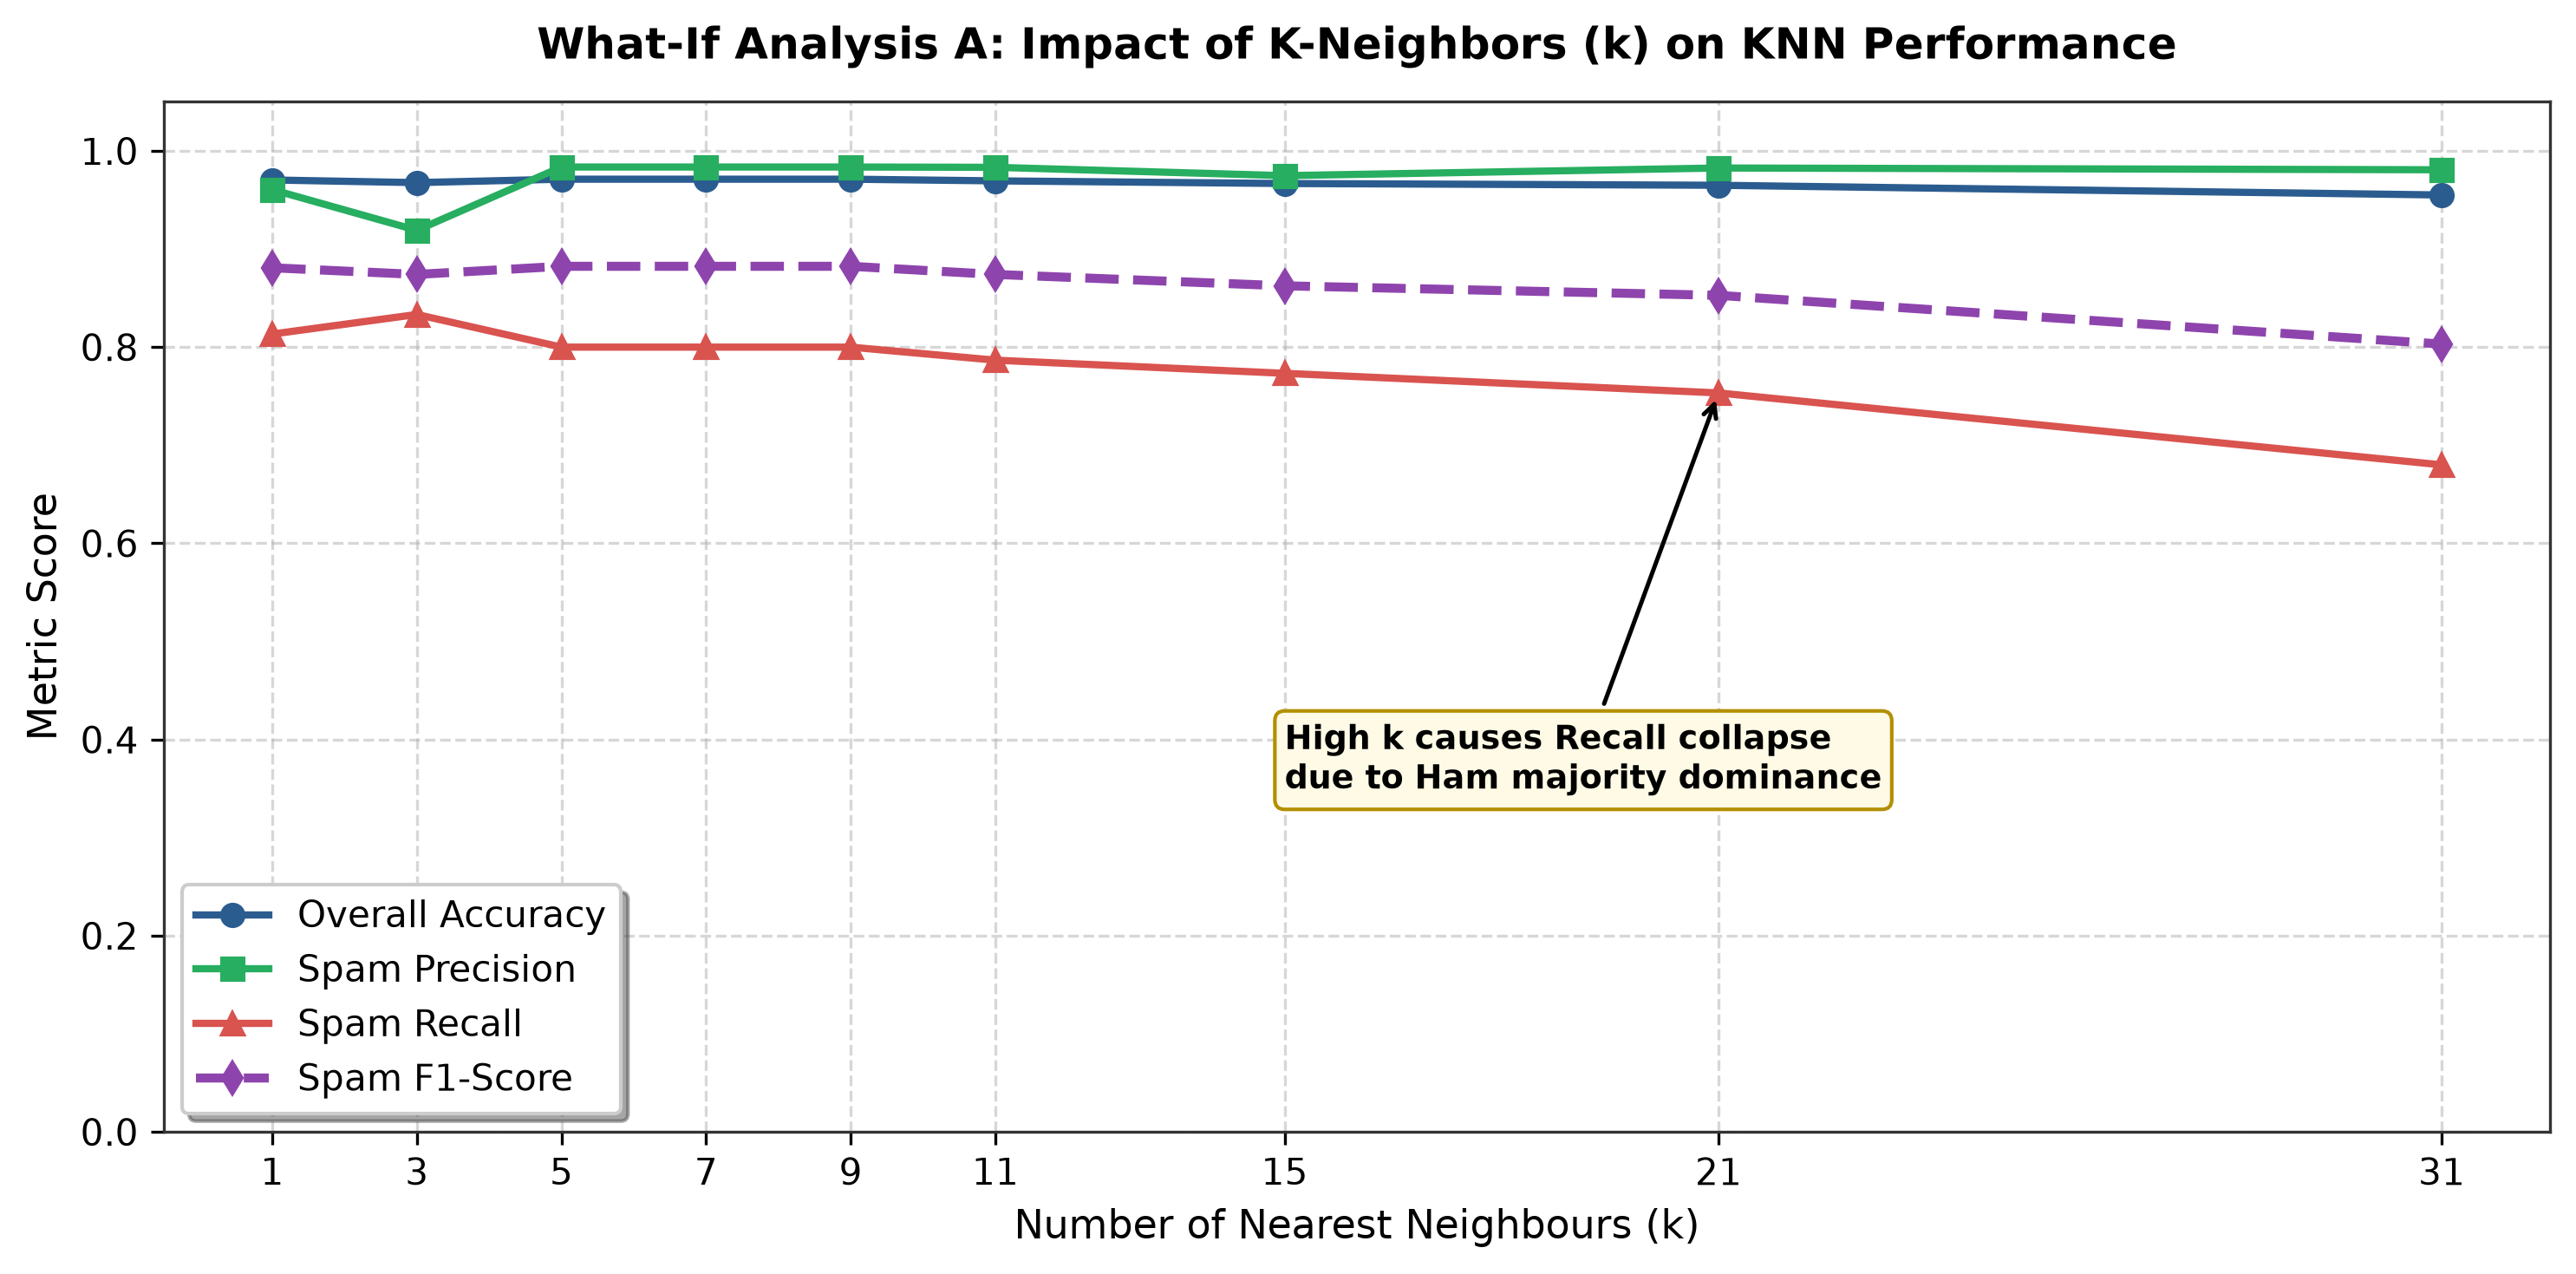 What-If Analysis A: Impact of K-Neighbors (k) on KNN Performance
Metric Score
1.0
0.8
0.6
0.4
0.2
0.0
High k causes Recall collapse
due to Ham majority dominance
Overall Accuracy
Spam Precision
Spam Recall
Spam F1-Score
1 3 5 7 9 11 15 21 31
Number of Nearest Neighbours (k)